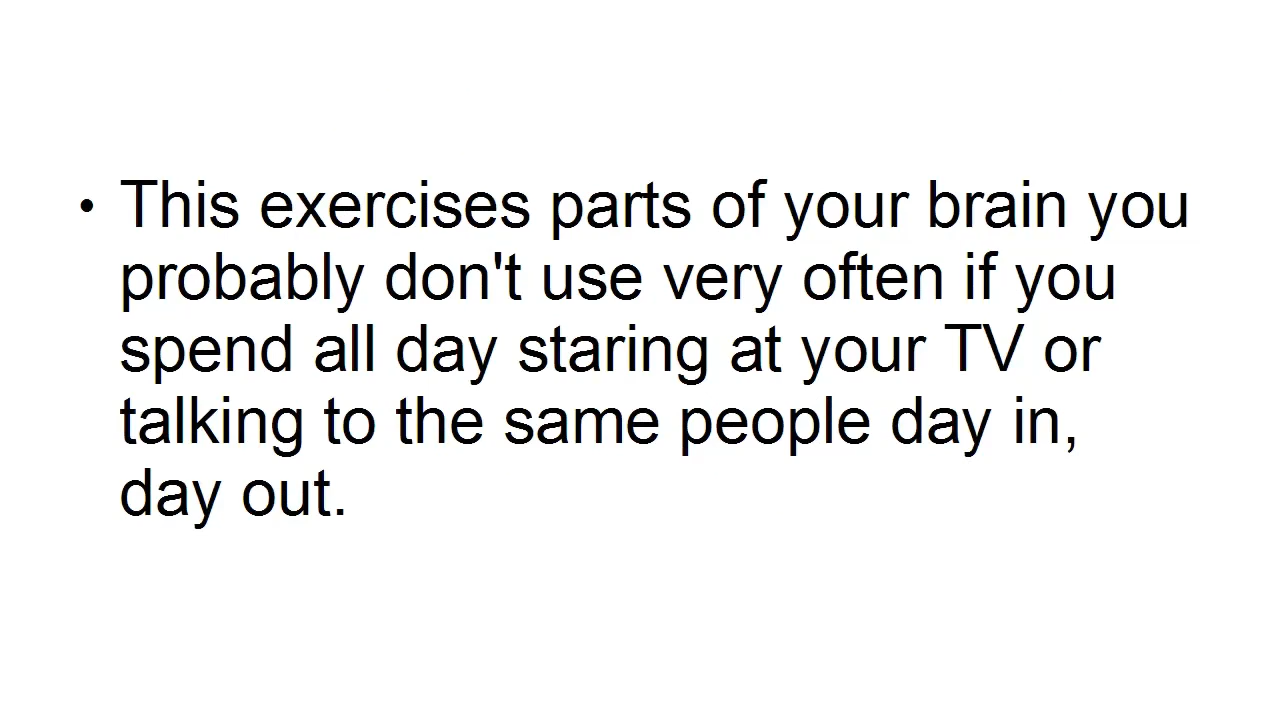 • This exercises parts of your brain you
probably don't use very often if you
spend all day staring at your TV or
talking to the same people day in,
day out.